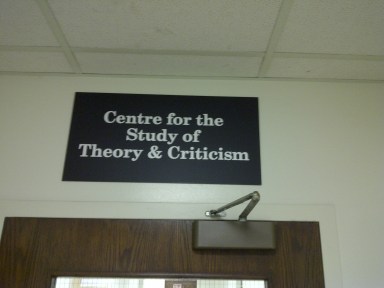 Centre for the
Study of
Theory & Criticism